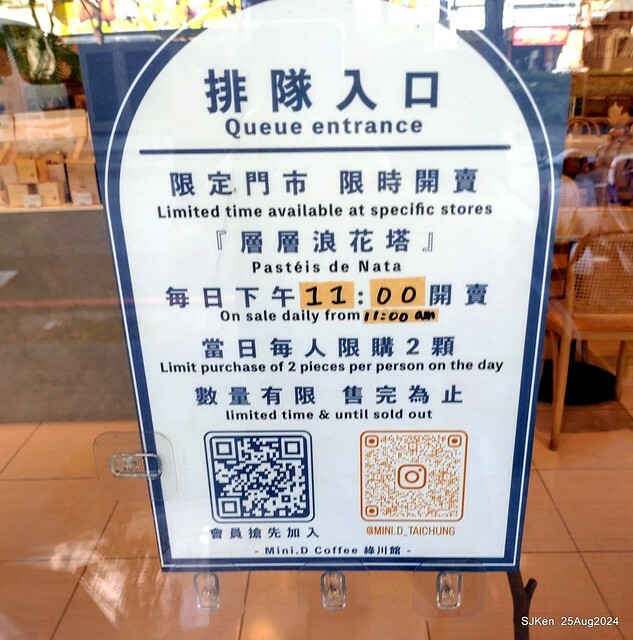 排隊入口
Queue entrance
限定門市 限時開賣
Limited time available at specific stores
『層層浪花塔』
Pastéis de Nata
每日下午11:00開賣
On sale daily from 11:00 am
當日每人限購2顆
Limit purchase of 2 pieces per person on the day
數量有限 售完為止
limited time & until sold out
會員搶先加入
@MINI.D_TAICHUNG
- Mini.D Coffee 綠川館 -
SJKen 25Aug2024